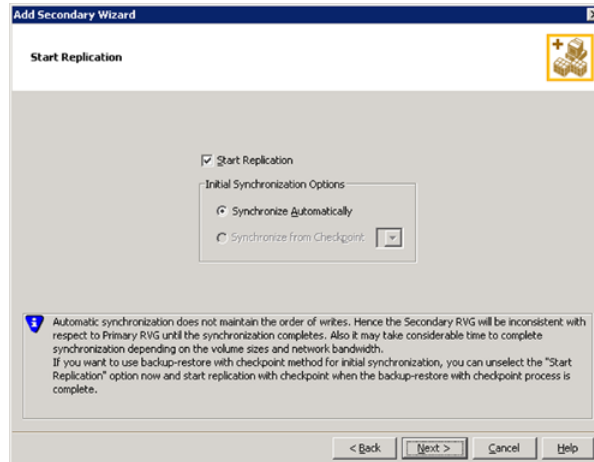 Add Secondary Wizard
Start Replication
Start Replication
Initial Synchronization Options
Synchronize Automatically
Synchronize from Checkpoint
Automatic synchronization does not maintain the order of writes. Hence the Secondary RVG will be inconsistent with
respect to Primary RVG until the synchronization completes. Also it may take considerable time to complete
synchronization depending on the volume sizes and network bandwidth.
If you want to use backup-restore with checkpoint method for initial synchronization, you can unselect the "Start
Replication" option now and start replication with checkpoint when the backup-restore with checkpoint process is
complete.
< Back Next > Cancel Help